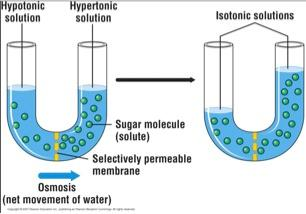 Hypotonic
solution
Hypertonic
solution
Isotonic solutions
Sugar molecule
(solute)
Selectively permeable
membrane
Osmosis
(net movement of water)